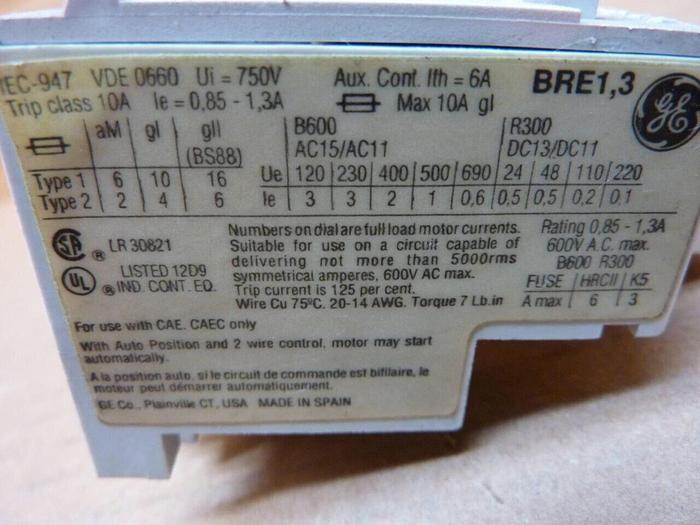 IEC-947 VDE 0660 Ui = 750V Aux. Cont. Ith = 6A BRE1,3
Trip class 10A Ie = 0,85 - 1,3A Max 10A gl
GE
aM gl gII (BS88)
Type 1 6 10 16
Type 2 2 4 6
B600 R300
AC15/AC11 DC13/DC11
Ue 120 230 400 500 690 24 48 110 220
Ie 3 3 2 1 0,6 0,5 0,5 0,2 0,1
SA ® LR 30821
UL ® LISTED 12D9
IND. CONT. EQ.
Numbers on dial are full load motor currents.
Suitable for use on a circuit capable of
delivering not more than 5000rms
symmetrical amperes, 600V AC max.
Trip current is 125 per cent.
Wire Cu 75ºC. 20-14 AWG. Torque 7 Lb.in
Rating 0,85 - 1,3A
600V A.C. max.
B600 R300
FUSE HRCII K5
A max 6 3
For use with CAE. CAEC only
With Auto Position and 2 wire control, motor may start
automatically.
A la position auto, si le circuit de commande est bifilaire, le
moteur peut démarrer automatiquement.
GE Co., Plainville CT, USA MADE IN SPAIN